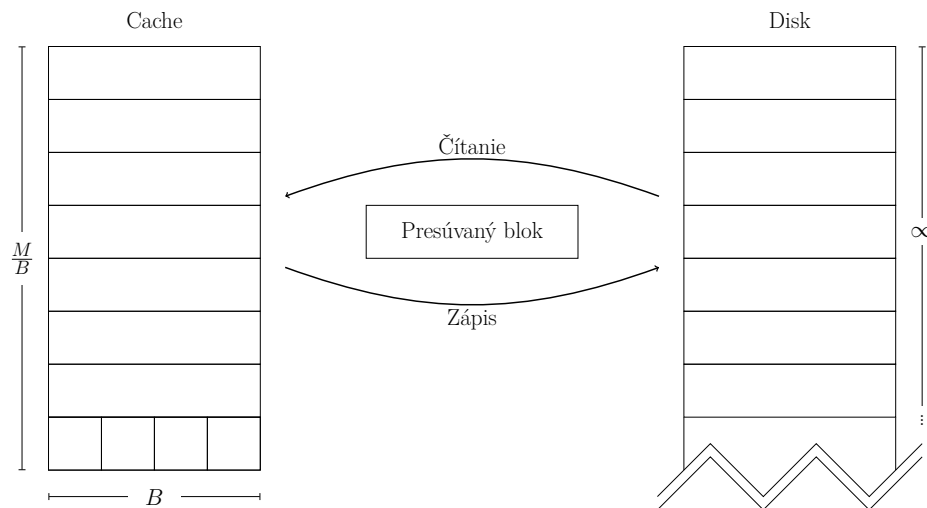 Cache
Disk
Čítanie
Presúvaný blok
M
B
∝
Zápis
⋮
B